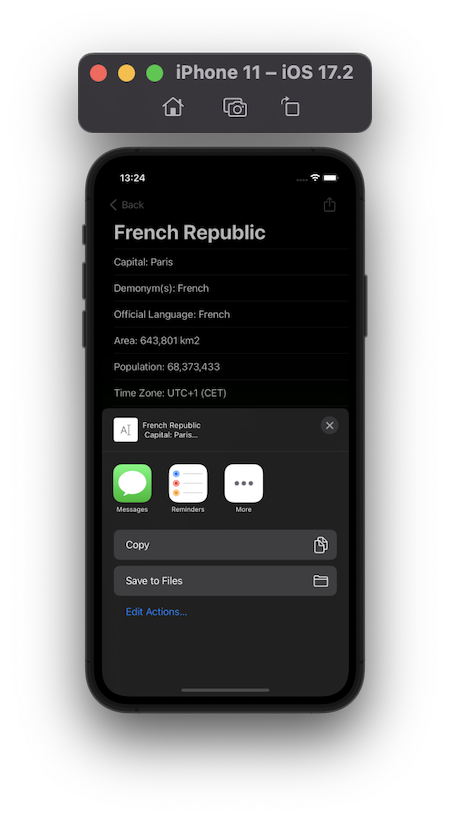 iPhone 11 – iOS 17.2
13:24
Back
French Republic
Capital: Paris
Demonym(s): French
Official Language: French
Area: 643,801 km2
Population: 68,373,433
Time Zone: UTC+1 (CET)
French Republic
Capital: Paris...
Messages
Reminders
More
Copy
Save to Files
Edit Actions...